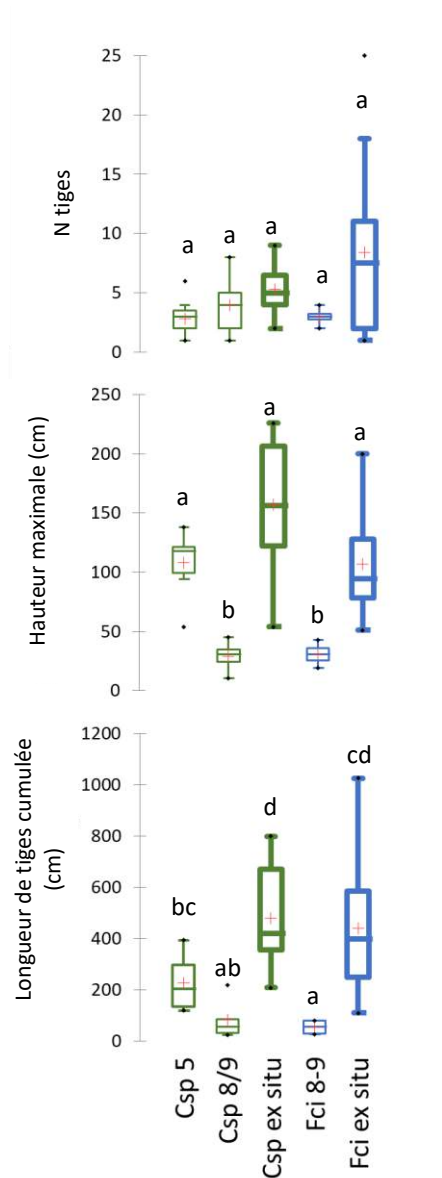 N tiges
25
20
15
10
5
0
a
a
a
a
a
Hauteur maximale (cm)
250
200
150
100
50
0
a
b
a
b
a
Longueur de tiges cumulée
(cm)
1200
1000
800
600
400
200
0
bc
ab
d
a
cd
Csp 5
Csp 8/9
Csp ex situ
Fci 8-9
Fci ex situ